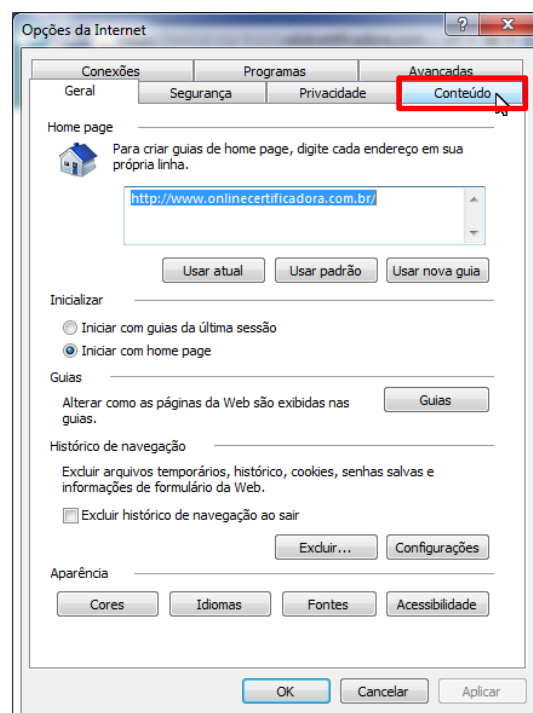 Opções da Internet
Conexões Programas Avançadas
Geral Segurança Privacidade Conteúdo
Home page
Para criar guias de home page, digite cada endereço em sua
própria linha.
http://www.onlinecertificadora.com.br/
Usar atual Usar padrão Usar nova guia
Inicializar
Iniciar com guias da última sessão
Iniciar com home page
Guias
Alterar como as páginas da Web são exibidas nas
guias.
Guias
Histórico de navegação
Excluir arquivos temporários, histórico, cookies, senhas salvas e
informações de formulário da Web.
Excluir histórico de navegação ao sair
Excluir... Configurações
Aparência
Cores Idiomas Fontes Acessibilidade
OK Cancelar Aplicar